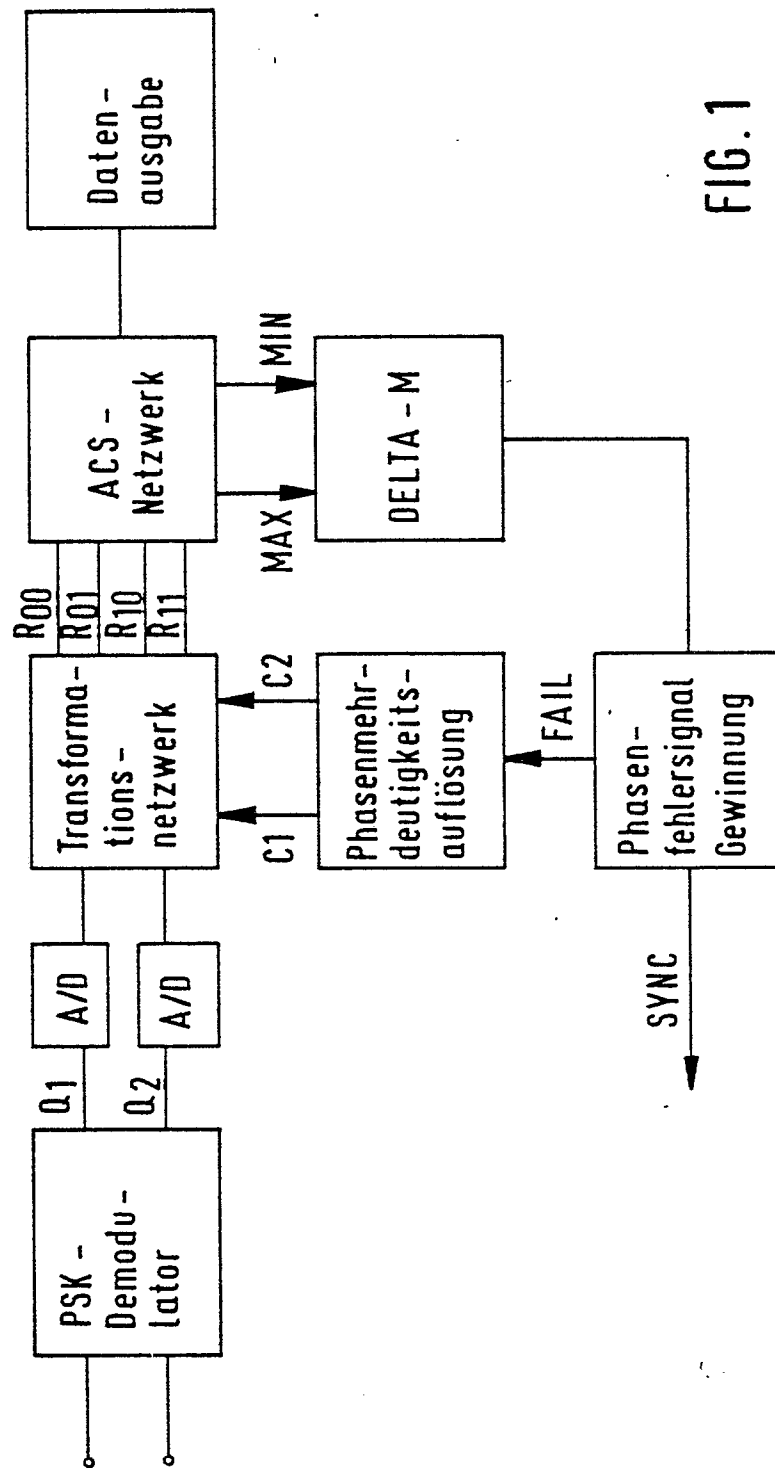 PSK-
Demodu-
lator
Q1
Q2
A/D
A/D
Transforma-
tions-
netzwerk
R00
R01
R10
R11
ACS-
Netzwerk
Daten-
ausgabe
C1
C2
MAX
MIN
Phasenmehr-
deutigkeits-
auflösung
DELTA-M
FAIL
SYNC
Phasen-
fehlersignal
Gewinnung
FIG. 1